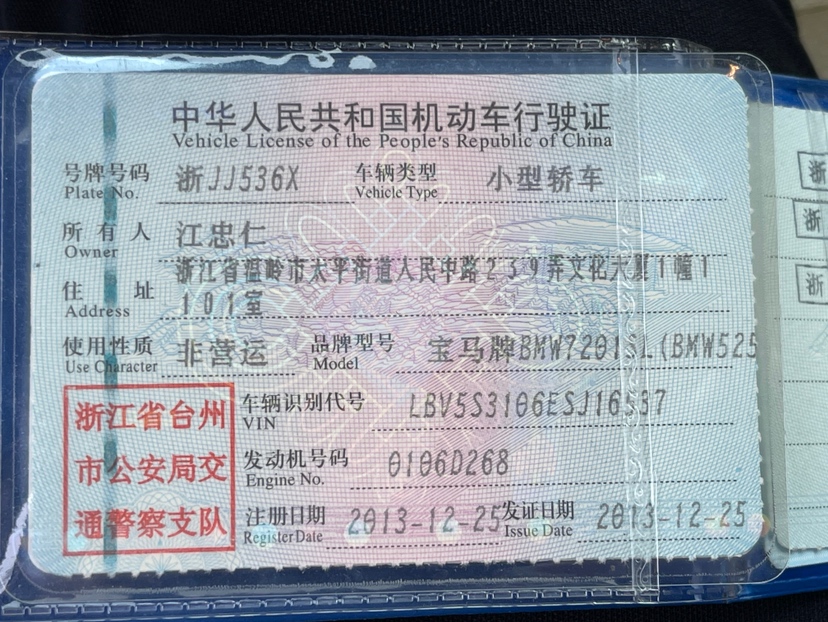 中华人民共和国机动车行驶证
Vehicle License of the People's Republic of China
号牌号码 浙JJ536X 车辆类型 小型轿车
Plate No. Vehicle Type
所有人 江忠仁
Owner
浙江省温岭市太平街道人民中路239弄文化大厦1幢1
住址 101室
Address
使用性质 非营运 品牌型号 宝马牌BMW7201SL(BMW525
Use Character Model
浙江省台州
市公安局交
通警察支队
车辆识别代号 LBV5S3106ESJ16537
VIN
发动机号码 0106D268
Engine No.
注册日期 2013-12-25 发证日期 2013-12-25
Register Date Issue Date
浙
浙
浙